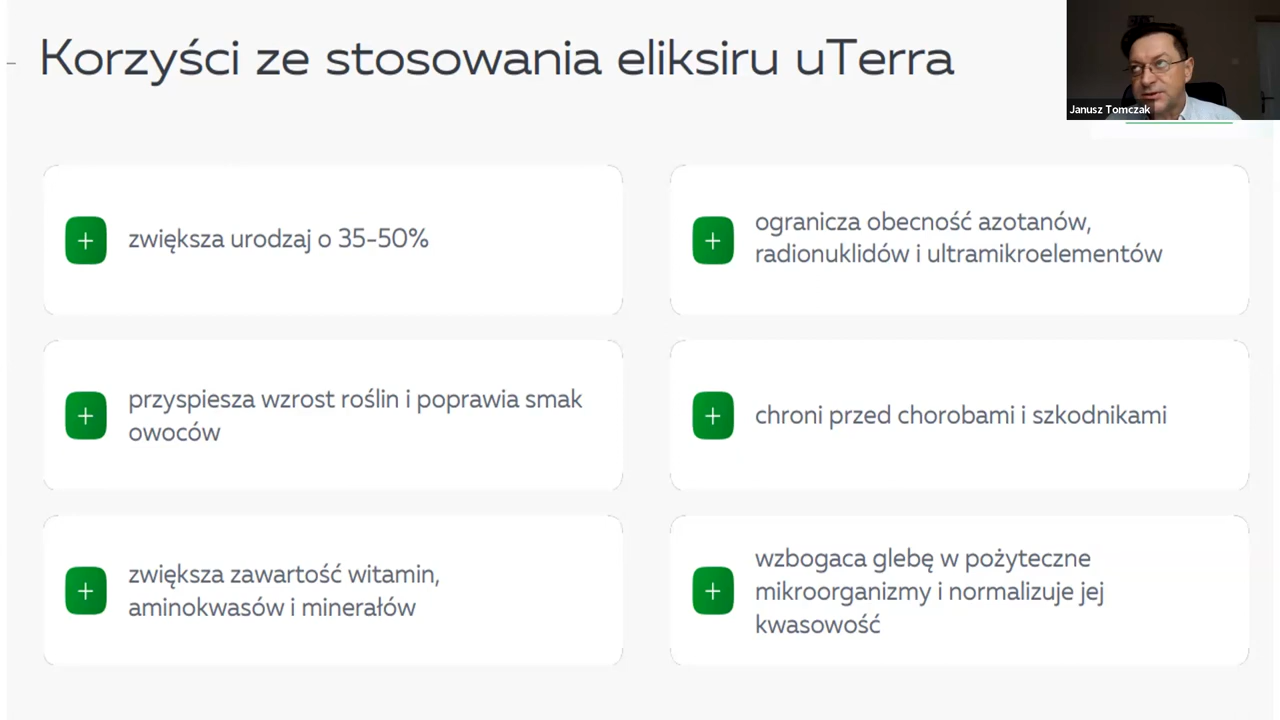 Korzyści ze stosowania eliksiru uTerra
Janusz Tomczak
zwiększa urodzaj o 35-50%
ogranicza obecność azotanów,
radionuklidów i ultramikroelementów
przyspiesza wzrost roślin i poprawia smak
owoców
chroni przed chorobami i szkodnikami
zwiększa zawartość witamin,
aminokwasów i minerałów
wzbogaca glebę w pożyteczne
mikroorganizmy i normalizuje jej
kwasowość